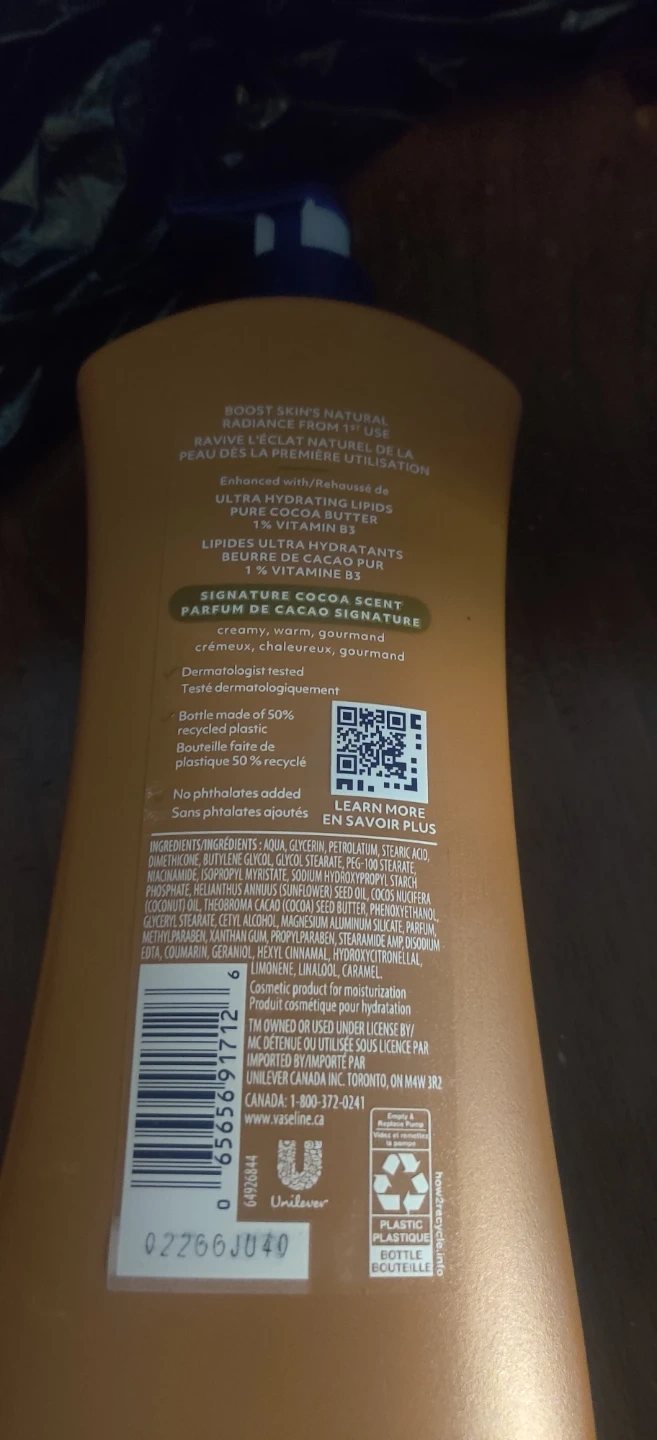 BOOST SKIN'S NATURAL
RADIANCE FROM 1ST USE
RAVIVE L'ÉCLAT NATUREL DE LA
PEAU DÈS LA PREMIÈRE UTILISATION
Enhanced with/Rehaussé de
ULTRA HYDRATING LIPIDS
PURE COCOA BUTTER
1% VITAMIN B3
LIPIDES ULTRA HYDRATANTS
BEURRE DE CACAO PUR
1 % VITAMINE B3
SIGNATURE COCOA SCENT
PARFUM DE CACAO SIGNATURE
creamy, warm, gourmand
crémeux, chaleureux, gourmand
Dermatologist tested
Testé dermatologiquement
Bottle made of 50%
recycled plastic
Bouteille faite de
plastique 50 % recyclé
No phthalates added
Sans phtalates ajoutés
LEARN MORE
EN SAVOIR PLUS
INGREDIENTS/INGRÉDIENTS : AQUA, GLYCERIN, PETROLATUM, STEARIC ACID,
DIMETHICONE, BUTYLENE GLYCOL, GLYCOL STEARATE, PEG-100 STEARATE,
NIACINAMIDE, ISOPROPYL MYRISTATE, SODIUM HYDROXYPROPYL STARCH
PHOSPHATE, HELIANTHUS ANNUUS (SUNFLOWER) SEED OIL, COCOS NUCIFERA
(COCONUT) OIL, THEOBROMA CACAO (COCOA) SEED BUTTER, PHENOXYETHANOL,
GLYCERYL STEARATE, CETYL ALCOHOL, MAGNESIUM ALUMINUM SILICATE, PARFUM,
METHYLPARABEN, XANTHAN GUM, PROPYLPARABEN, STEARAMIDE AMP, DISODIUM
EDTA, COUMARIN, GERANIOL, HEXYL CINNAMAL, HYDROXYCITRONELLAL,
LIMONENE, LINALOOL, CARAMEL.
Cosmetic product for moisturization
Produit cosmétique pour hydratation
TM OWNED OR USED UNDER LICENSE BY/
MC DÉTENUE OU UTILISÉE SOUS LICENCE PAR
IMPORTED BY/IMPORTÉ PAR
UNILEVER CANADA INC. TORONTO, ON M4W 3R2
CANADA: 1-800-372-0241
www.vaseline.ca
0 65656 91712 6
64926844
Unilever
Empty &
Replace Pump
Videz et remettez
la pompe
PLASTIC
PLASTIQUE
BOTTLE
BOUTEILLE
how2recycle.info
02266JU40